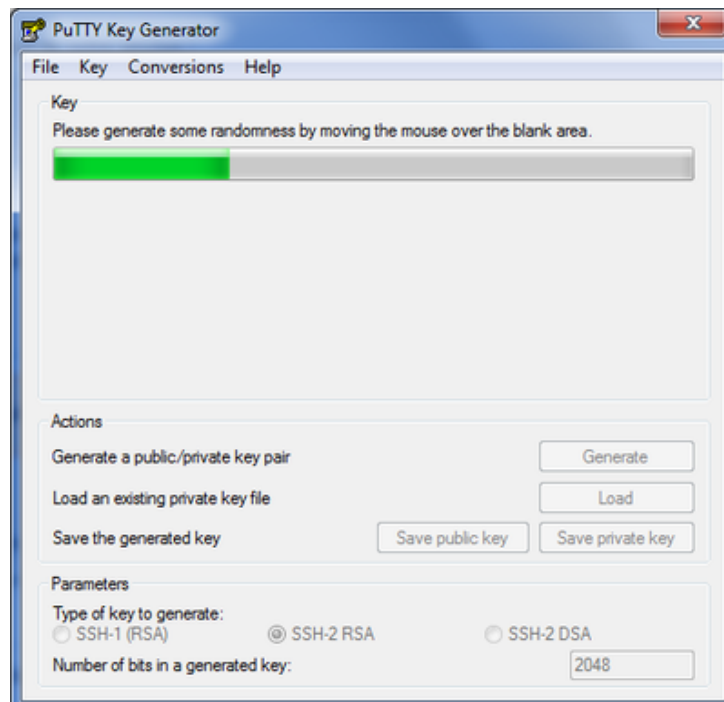 PuTTY Key Generator
File Key Conversions Help
Key
Please generate some randomness by moving the mouse over the blank area.
Actions
Generate a public/private key pair Generate
Load an existing private key file Load
Save the generated key Save public key Save private key
Parameters
Type of key to generate:
SSH-1 (RSA) SSH-2 RSA SSH-2 DSA
Number of bits in a generated key: 2048